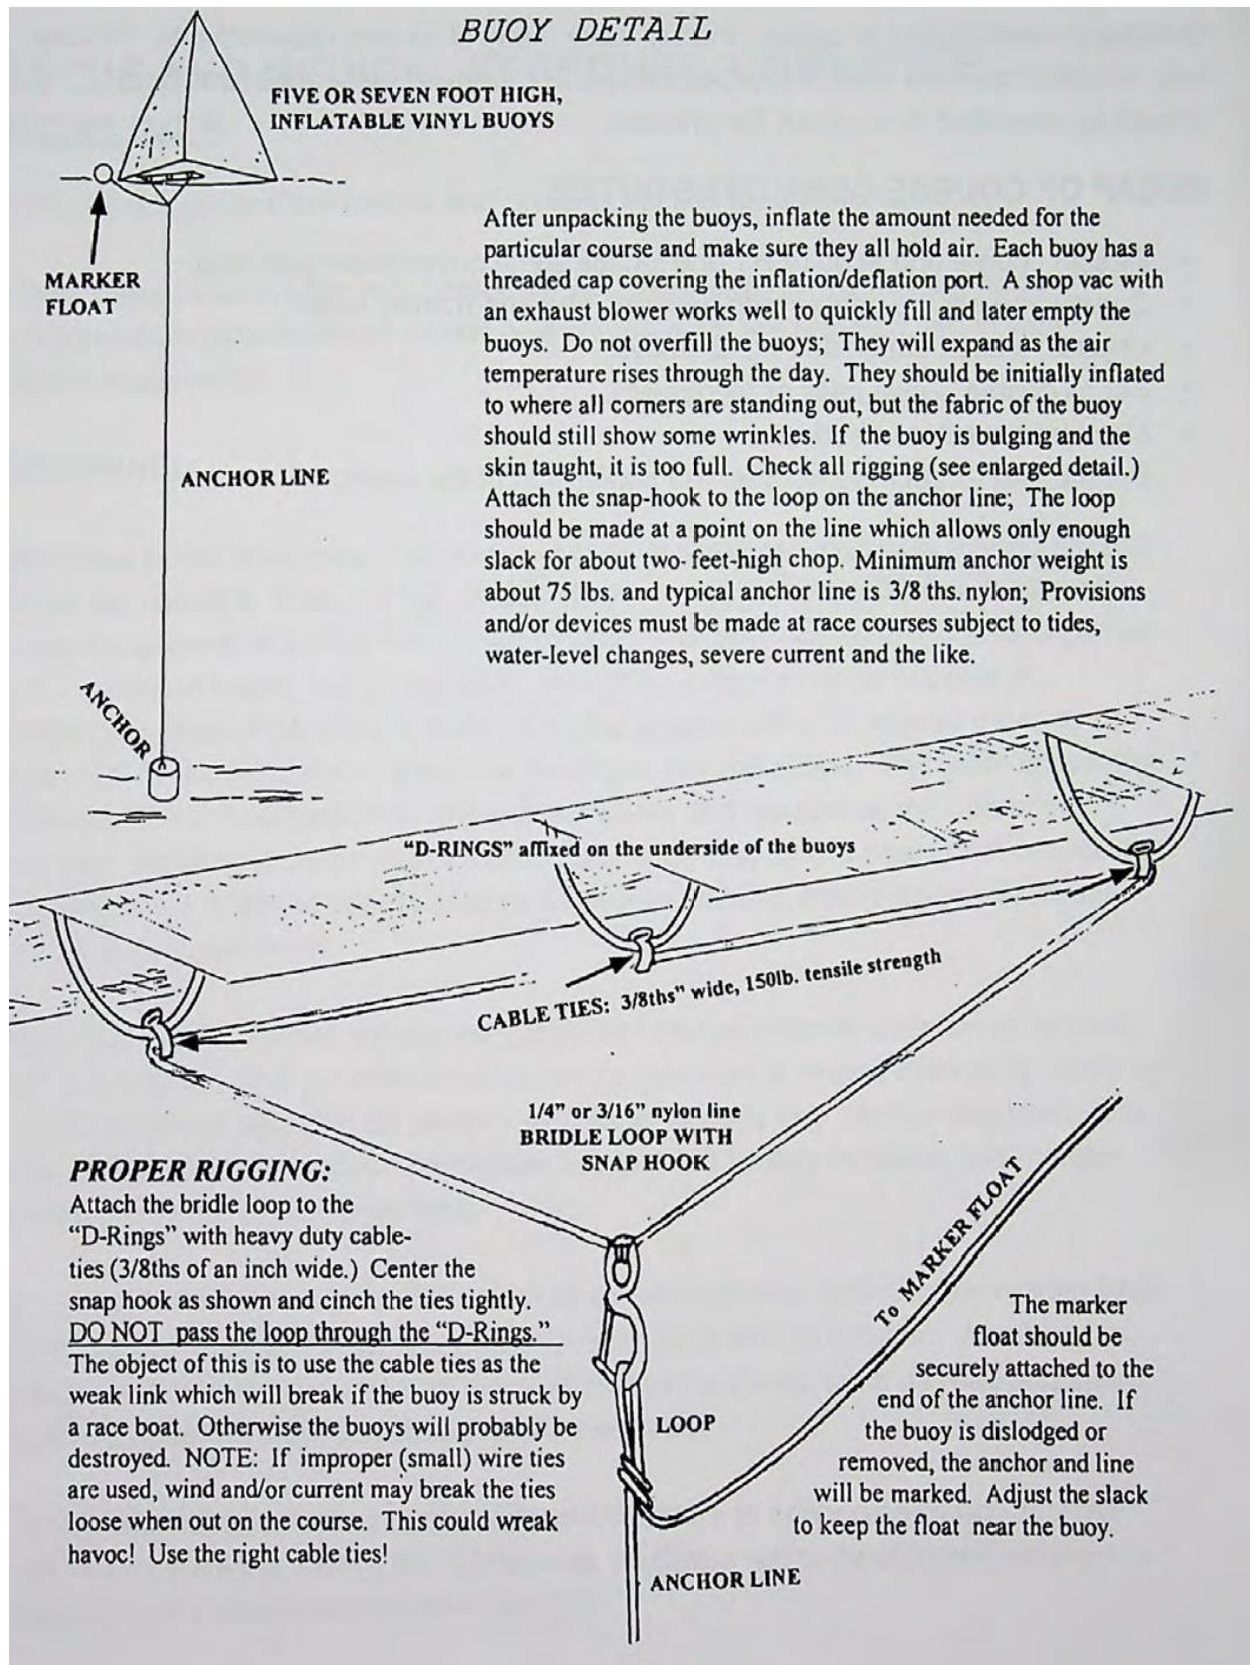 BUOY DETAIL
FIVE OR SEVEN FOOT HIGH,
INFLATABLE VINYL BUOYS
MARKER
FLOAT
After unpacking the buoys, inflate the amount needed for the
particular course and make sure they all hold air. Each buoy has a
threaded cap covering the inflation/deflation port. A shop vac with
an exhaust blower works well to quickly fill and later empty the
buoys. Do not overfill the buoys; They will expand as the air
temperature rises through the day. They should be initially inflated
to where all corners are standing out, but the fabric of the buoy
should still show some wrinkles. If the buoy is bulging and the
skin taught, it is too full. Check all rigging (see enlarged detail.)
Attach the snap-hook to the loop on the anchor line; The loop
should be made at a point on the line which allows only enough
slack for about two-feet-high chop. Minimum anchor weight is
about 75 lbs. and typical anchor line is 3/8 ths. nylon; Provisions
and/or devices must be made at race courses subject to tides,
water-level changes, severe current and the like.
ANCHOR LINE
ANCHOR
"D-RINGS" affixed on the underside of the buoys
CABLE TIES: 3/8ths" wide, 150lb. tensile strength
1/4" or 3/16" nylon line
BRIDLE LOOP WITH
SNAP HOOK
PROPER RIGGING:
Attach the bridle loop to the
"D-Rings" with heavy duty cable-
ties (3/8ths of an inch wide.) Center the
snap hook as shown and cinch the ties tightly.
DO NOT pass the loop through the "D-Rings."
The object of this is to use the cable ties as the
weak link which will break if the buoy is struck by
a race boat. Otherwise the buoys will probably be
destroyed. NOTE: If improper (small) wire ties
are used, wind and/or current may break the ties
loose when out on the course. This could wreak
havoc! Use the right cable ties!
LOOP
To MARKER FLOAT
The marker
float should be
securely attached to the
end of the anchor line. If
the buoy is dislodged or
removed, the anchor and line
will be marked. Adjust the slack
to keep the float near the buoy.
ANCHOR LINE